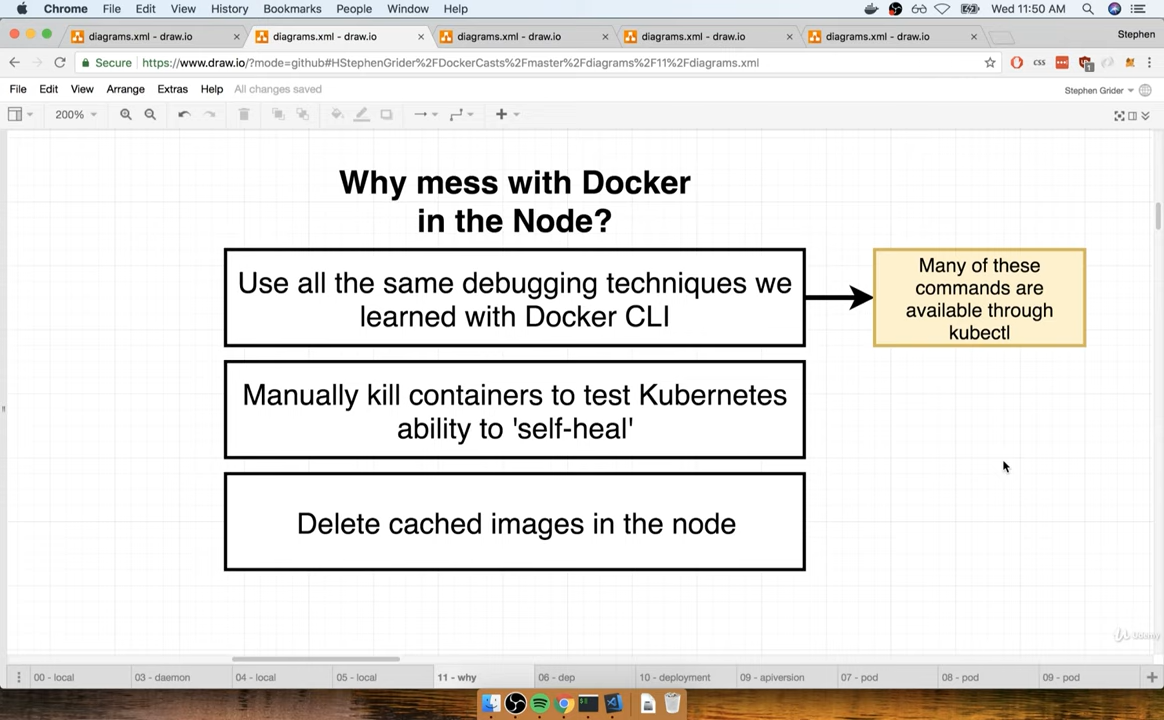 Chrome File Edit View History Bookmarks People Window Help Wed 11:50 AM
diagrams.xml - draw.io diagrams.xml - draw.io diagrams.xml - draw.io diagrams.xml - draw.io diagrams.xml - draw.io Stephen
Secure https://www.draw.io/?mode=github#HStephenGrider%2FDockerCasts%2Fmaster%2Fdiagrams%2F11%2Fdiagrams.xml css 1
File Edit View Arrange Extras Help All changes saved Stephen Grider
200%
Why mess with Docker
in the Node?
Use all the same debugging techniques we
learned with Docker CLI
Many of these
commands are
available through
kubectl
Manually kill containers to test Kubernetes
ability to 'self-heal'
Delete cached images in the node
Udemy
00 - local 03 - daemon 04 - local 05 - local 11 - why 06 - dep 10 - deployment 09 - apiversion 07 - pod 08 - pod 09 - pod